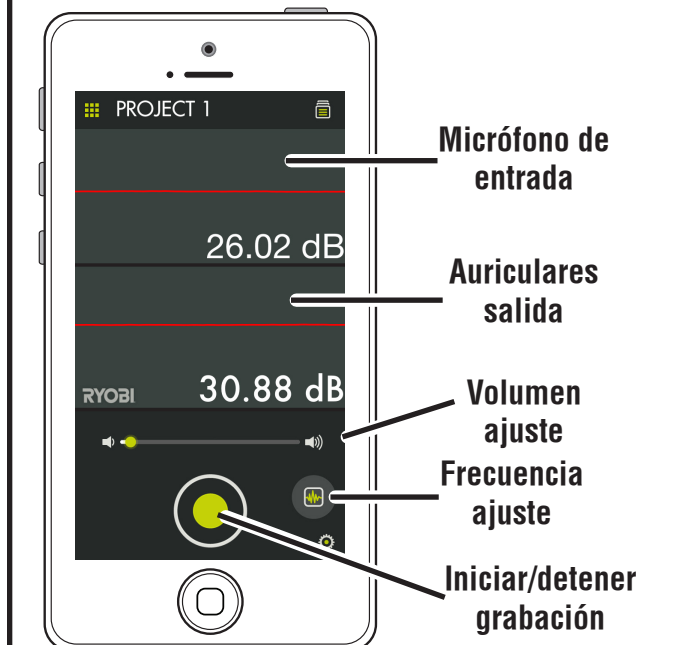 PROJECT 1
Micrófono de
entrada
26.02 dB
Auriculares
salida
RYOBI
30.88 dB
Volumen
ajuste
Frecuencia
ajuste
Iniciar/detener
grabación